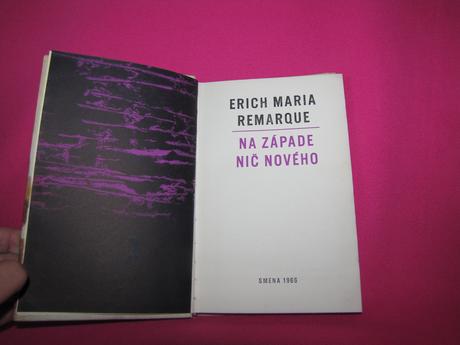 ERICH MARIA
REMARQUE
NA ZÁPADE
NIČ NOVÉHO
SMENA 1966